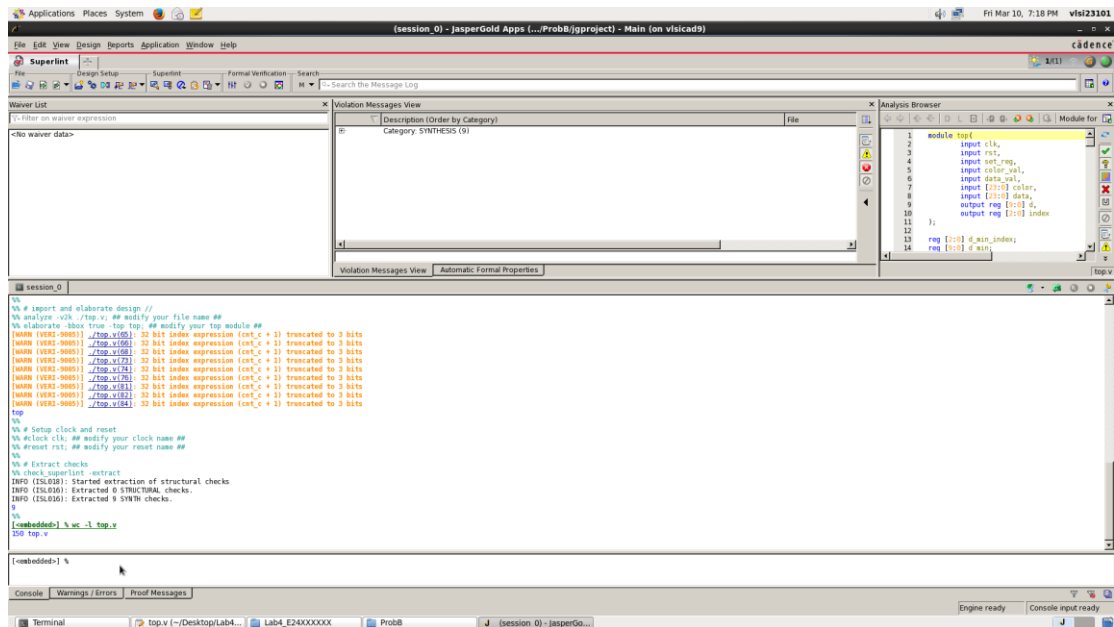 Applications Places System Fri Mar 10, 7:18 PM vlsi23101
(session_0) - JasperGold Apps (.../ProbB/jgproject) - Main (on vlsicad9)
File Edit View Design Reports Application Window Help cādence
Superlint 1/(1)
File Design Setup Superlint Formal Verification Search
Search the Message Log
Waiver List
Filter on waiver expression
<No waiver data>
Violation Messages View
Description (Order by Category) File
Category: SYNTHESIS (9)
Violation Messages View Automatic Formal Properties
Analysis Browser
Module for
1 module top(
2 input clk,
3 input rst,
4 input set_reg,
5 input color_val,
6 input data_val,
7 input [23:0] color,
8 input [23:0] data,
9 output reg [9:0] d,
10 output reg [2:0] index
11 );
12
13 reg [2:0] d_min_index;
14 reg [9:0] d_min;
top.v
session_0
%%
%% # import and elaborate design //
%% analyze -v2k ./top.v; ## modify your file name ##
%% elaborate -bbox true -top top; ## modify your top module ##
[WARN (VERI-9005)] ./top.v(65): 32 bit index expression (cnt_c + 1) truncated to 3 bits
[WARN (VERI-9005)] ./top.v(66): 32 bit index expression (cnt_c + 1) truncated to 3 bits
[WARN (VERI-9005)] ./top.v(68): 32 bit index expression (cnt_c + 1) truncated to 3 bits
[WARN (VERI-9005)] ./top.v(73): 32 bit index expression (cnt_c + 1) truncated to 3 bits
[WARN (VERI-9005)] ./top.v(74): 32 bit index expression (cnt_c + 1) truncated to 3 bits
[WARN (VERI-9005)] ./top.v(76): 32 bit index expression (cnt_c + 1) truncated to 3 bits
[WARN (VERI-9005)] ./top.v(81): 32 bit index expression (cnt_c + 1) truncated to 3 bits
[WARN (VERI-9005)] ./top.v(82): 32 bit index expression (cnt_c + 1) truncated to 3 bits
[WARN (VERI-9005)] ./top.v(84): 32 bit index expression (cnt_c + 1) truncated to 3 bits
top
%%
%% # Setup clock and reset
%% #clock clk; ## modify your clock name ##
%% #reset rst; ## modify your reset name ##
%%
%% # Extract checks
%% check_superlint -extract
INFO (ISL018): Started extraction of structural checks
INFO (ISL016): Extracted 0 STRUCTURAL checks.
INFO (ISL016): Extracted 9 SYNTH checks.
9
%%
[<embedded>] % wc -l top.v
150 top.v
[<embedded>] %
Console Warnings / Errors Proof Messages
Engine ready Console input ready
Terminal top.v (~/Desktop/Lab4... Lab4_E24XXXXXX ProbB (session_0) - JasperGo...